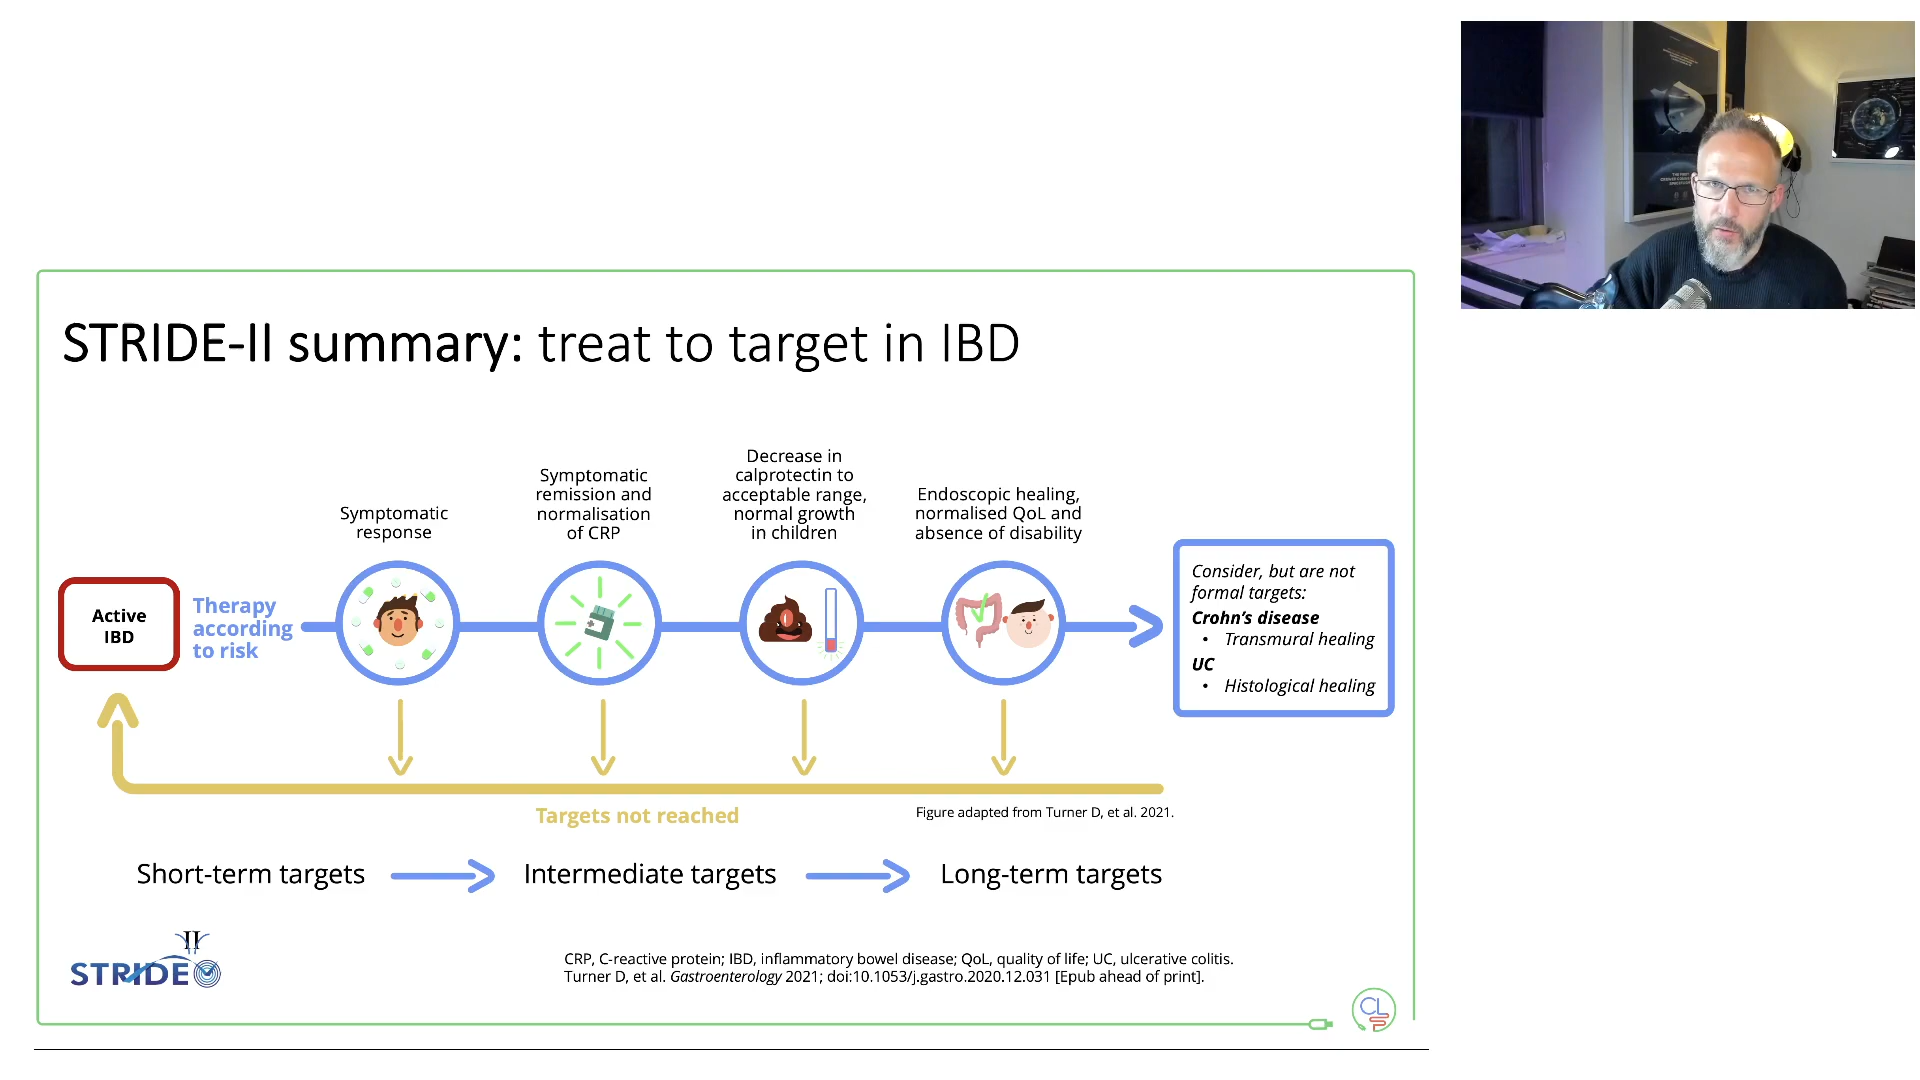 STRIDE-II summary: treat to target in IBD
Symptomatic
response
Symptomatic
remission and
normalisation
of CRP
Decrease in
calprotectin to
acceptable range,
normal growth
in children
Endoscopic healing,
normalised QoL and
absence of disability
Active
IBD
Therapy
according
to risk
Consider, but are not
formal targets:
Crohn's disease
• Transmural healing
UC
• Histological healing
Targets not reached
Figure adapted from Turner D, et al. 2021.
Short-term targets
Intermediate targets
Long-term targets
II
STRIDE
CRP, C-reactive protein; IBD, inflammatory bowel disease; QoL, quality of life; UC, ulcerative colitis.
Turner D, et al. Gastroenterology 2021; doi:10.1053/j.gastro.2020.12.031 [Epub ahead of print].